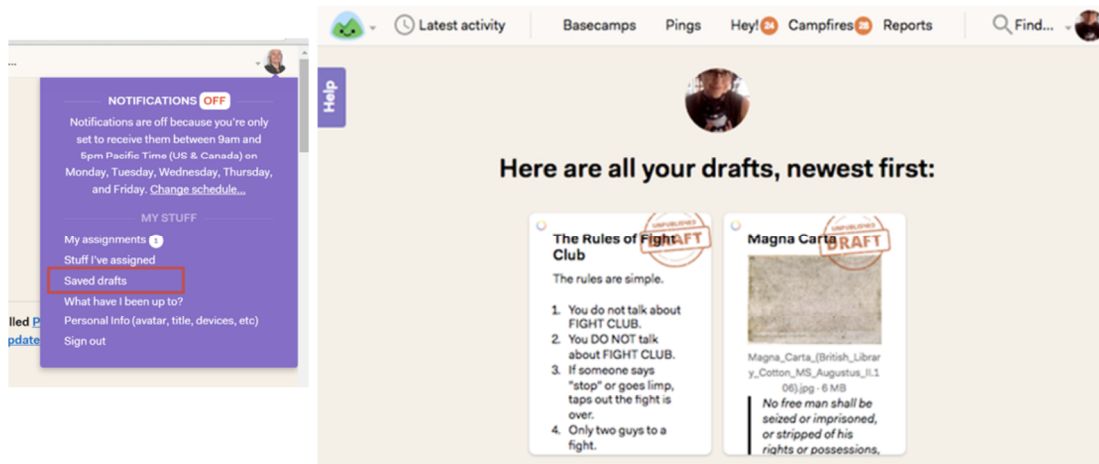 ...
NOTIFICATIONS OFF
Notifications are off because you're only
set to receive them between 9am and
5pm Pacific Time (US & Canada) on
Monday, Tuesday, Wednesday, Thursday,
and Friday. Change schedule...
MY STUFF
My assignments 1
Stuff I've assigned
Saved drafts
What have I been up to?
Personal Info (avatar, title, devices, etc)
Sign out
lled P
pdate
Latest activity
Basecamps
Pings
Hey! 24
Campfires 25
Reports
Find...
Help
Here are all your drafts, newest first:
UNPUBLISHED
DRAFT
The Rules of Fight
Club
The rules are simple.
1. You do not talk about
FIGHT CLUB.
2. You DO NOT talk
about FIGHT CLUB.
3. If someone says
"stop" or goes limp,
taps out the fight is
over.
4. Only two guys to a
fight.
UNPUBLISHED
DRAFT
Magna Carta
Magna_Carta_(British_Librar
y_Cotton_MS_Augustus_II.1
06).jpg · 6 MB
No free man shall be
seized or imprisoned,
or stripped of his
rights or possessions,